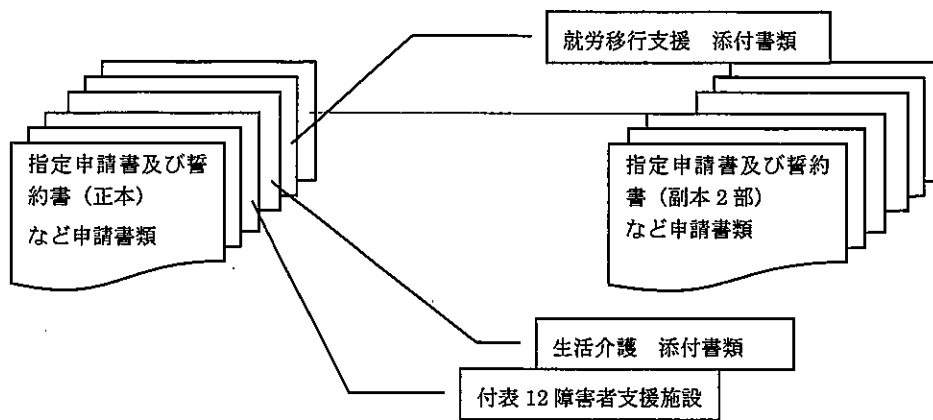 就労移行支援　添付書類
指定申請書及び誓
約書（正本）
など申請書類
指定申請書及び誓約
書（副本２部）
など申請書類
生活介護　添付書類
付表 12 障害者支援施設